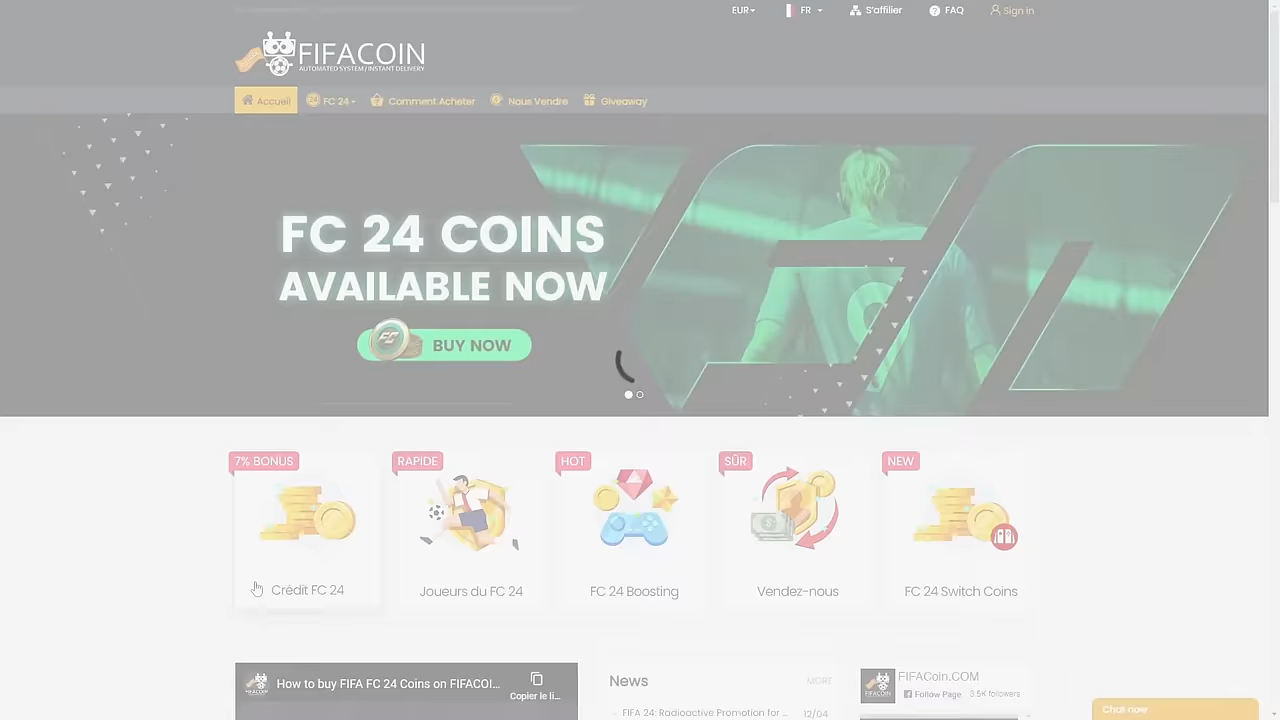 EUR FR S'affilier FAQ Sign in
FIFACOIN
AUTOMATED SYSTEM / INSTANT DELIVERY
Accueil FC 24 Comment Acheter Nous Vendre Giveaway
FC 24 COINS
AVAILABLE NOW
FC BUY NOW
7% BONUS RAPIDE HOT SÛR NEW
Crédit FC 24 Joueurs du FC 24 FC 24 Boosting Vendez-nous FC 24 Switch Coins
How to buy FIFA FC 24 Coins on FIFACOI...
Copier le li...
News MORE
FIFA 24: Radioactive Promotion for ... 12/04
FIFACoin.COM
Follow Page 3.5K followers
FIFACOIN
Chat now